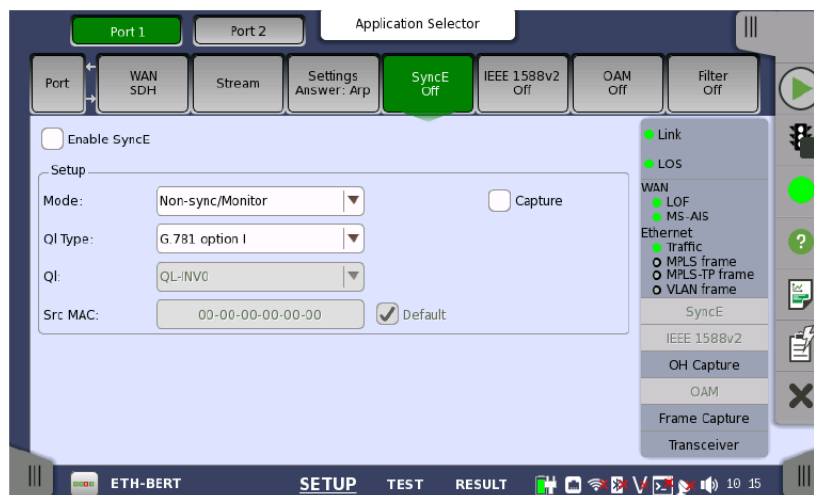 Port 1
Port 2
Application Selector
Port
WAN
SDH
Stream
Settings
Answer: Arp
SyncE
Off
IEEE 1588v2
Off
OAM
Off
Filter
Off
Enable SyncE
Setup
Mode:
Non-sync/Monitor
Capture
Ql Type:
G.781 option I
Ql:
QL-INV0
Src MAC:
00-00-00-00-00-00
Default
Link
LOS
WAN
LOF
MS-AIS
Ethernet
Traffic
MPLS frame
MPLS-TP frame
VLAN frame
SyncE
IEEE 1588v2
OH Capture
OAM
Frame Capture
Transceiver
ETH-BERT
SETUP
TEST
RESULT
10 15